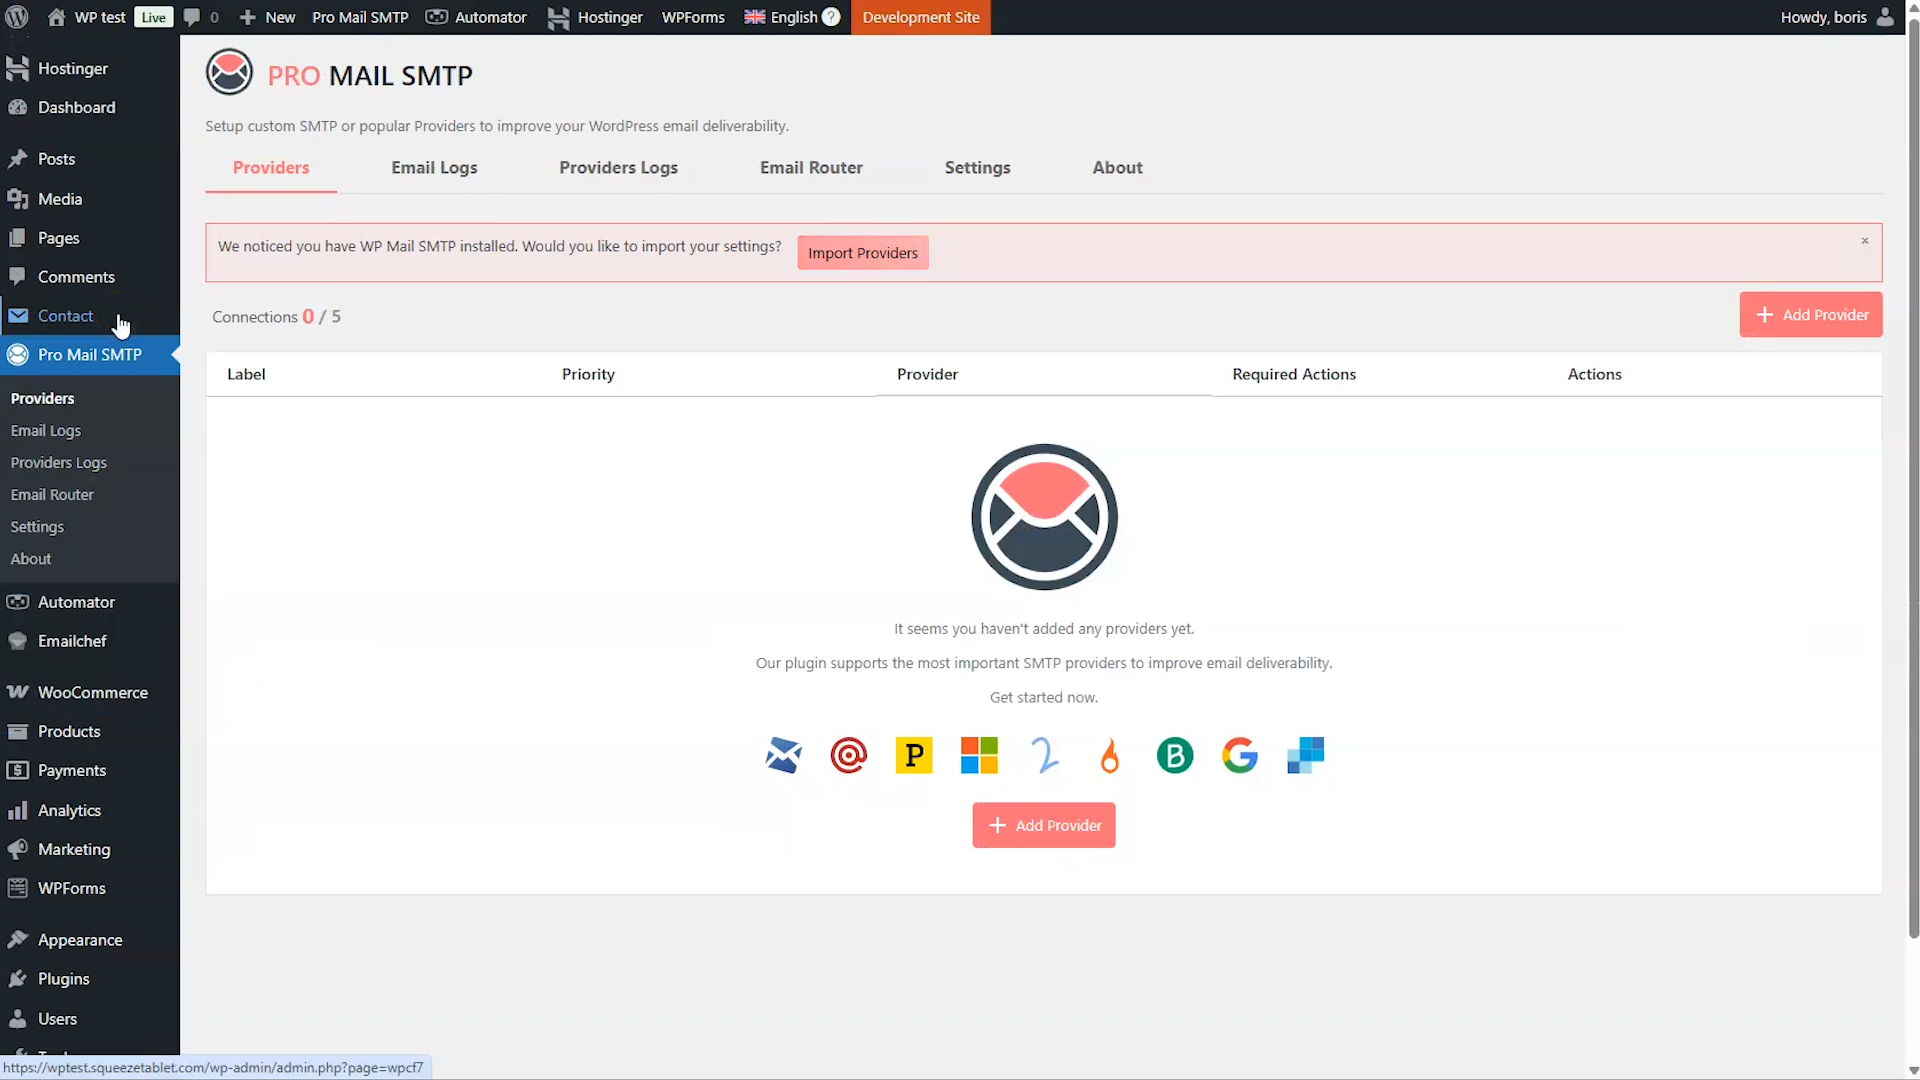 WP test Live 0 New Pro Mail SMTP Automator Hostinger WPForms English ? Development Site Howdy, boris
Hostinger
Dashboard
Posts
Media
Pages
Comments
Contact
Pro Mail SMTP
Providers
Email Logs
Providers Logs
Email Router
Settings
About
Automator
Emailchef
WooCommerce
Products
Payments
Analytics
Marketing
WPForms
Appearance
Plugins
Users
https://wptest.squeezetablet.com/wp-admin/admin.php?page=wpcf7
PRO MAIL SMTP
Setup custom SMTP or popular Providers to improve your WordPress email deliverability.
Providers Email Logs Providers Logs Email Router Settings About
We noticed you have WP Mail SMTP installed. Would you like to import your settings? Import Providers ×
Connections 0 / 5 + Add Provider
Label Priority Provider Required Actions Actions
It seems you haven't added any providers yet.
Our plugin supports the most important SMTP providers to improve email deliverability.
Get started now.
@ P B G
+ Add Provider